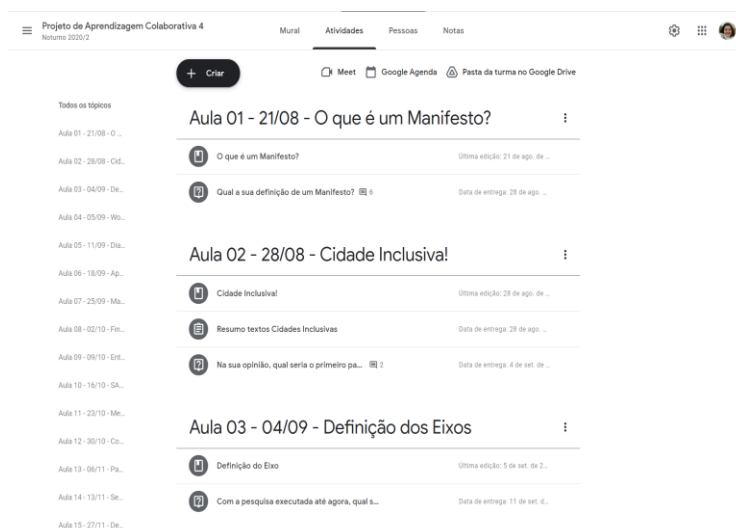 Projeto de Aprendizagem Colaborativa 4
Noturno 2020/2
Mural Atividades Pessoas Notas
+ Criar
Meet Google Agenda Pasta da turma no Google Drive
Todos os tópicos
Aula 01 - 21/08 - O ...
Aula 02 - 28/08 - Cid...
Aula 03 - 04/09 - De...
Aula 04 - 05/09 - Wo...
Aula 05 - 11/09 - Dia...
Aula 06 - 18/09 - Ap...
Aula 07 - 25/09 - Ma...
Aula 08 - 02/10 - Fin...
Aula 09 - 09/10 - Ent...
Aula 10 - 16/10 - SA...
Aula 11 - 23/10 - Me...
Aula 12 - 30/10 - Co...
Aula 13 - 06/11 - Pa...
Aula 14 - 13/11 - Se...
Aula 15 - 27/11 - De...
Aula 01 - 21/08 - O que é um Manifesto?
O que é um Manifesto? Última edição: 21 de ago. de ...
Qual a sua definição de um Manifesto? 6 Data de entrega: 28 de ago. ...
Aula 02 - 28/08 - Cidade Inclusiva!
Cidade Inclusiva! Última edição: 28 de ago. de ...
Resumo textos Cidades Inclusivas Data de entrega: 28 de ago. ...
Na sua opinião, qual seria o primeiro pa... 2 Data de entrega: 4 de set. de ...
Aula 03 - 04/09 - Definição dos Eixos
Definição do Eixo Última edição: 5 de set. de 2...
Com a pesquisa executada até agora, qual s... Data de entrega: 11 de set. d...